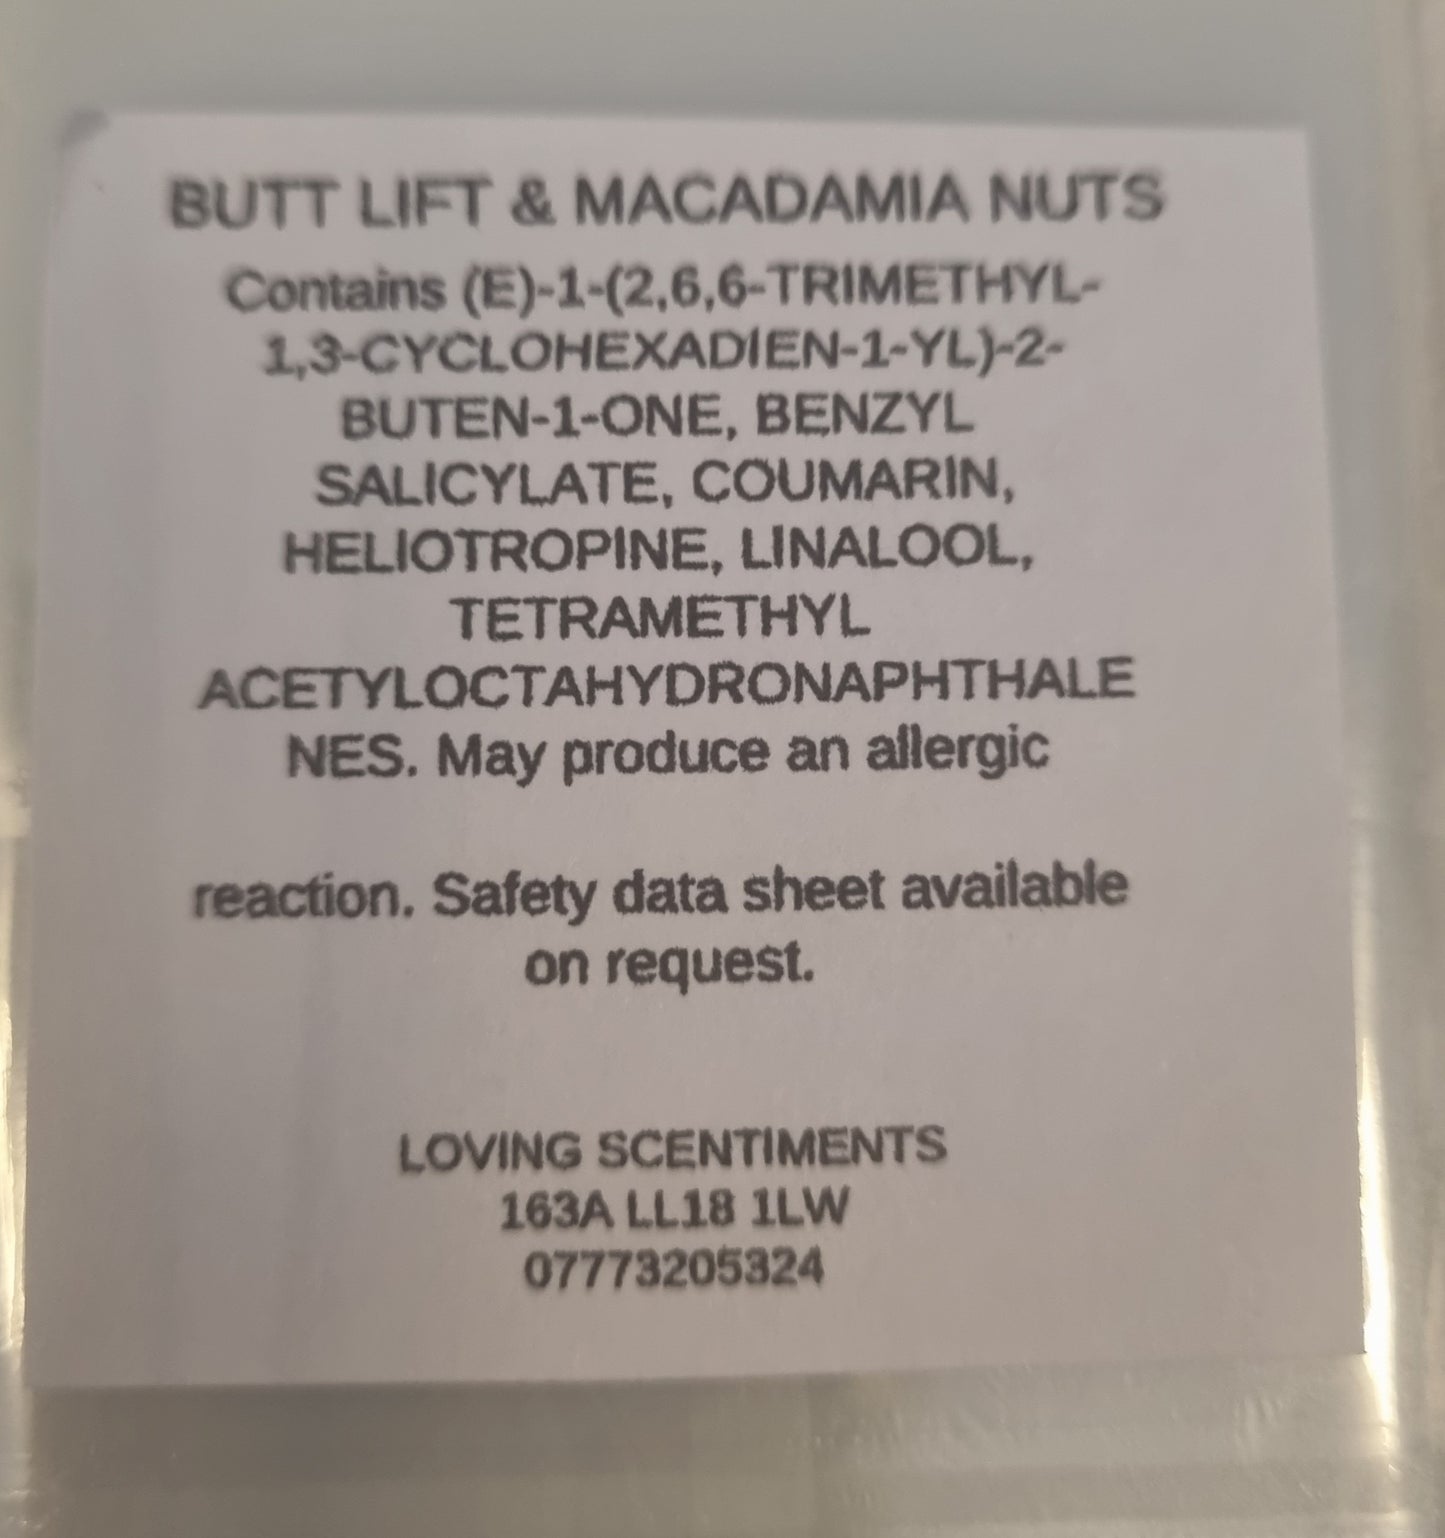 BUTT LIFT & MACADAMIA NUTS
Contains (E)-1-(2,6,6-TRIMETHYL-
1,3-CYCLOHEXADIEN-1-YL)-2-
BUTEN-1-ONE, BENZYL
SALICYLATE, COUMARIN,
HELIOTROPINE, LINALOOL,
TETRAMETHYL
ACETYLOCTAHYDRONAPHTHALE
NES. May produce an allergic
reaction. Safety data sheet available
on request.
LOVING SCENTIMENTS
163A LL18 1LW
07773205324